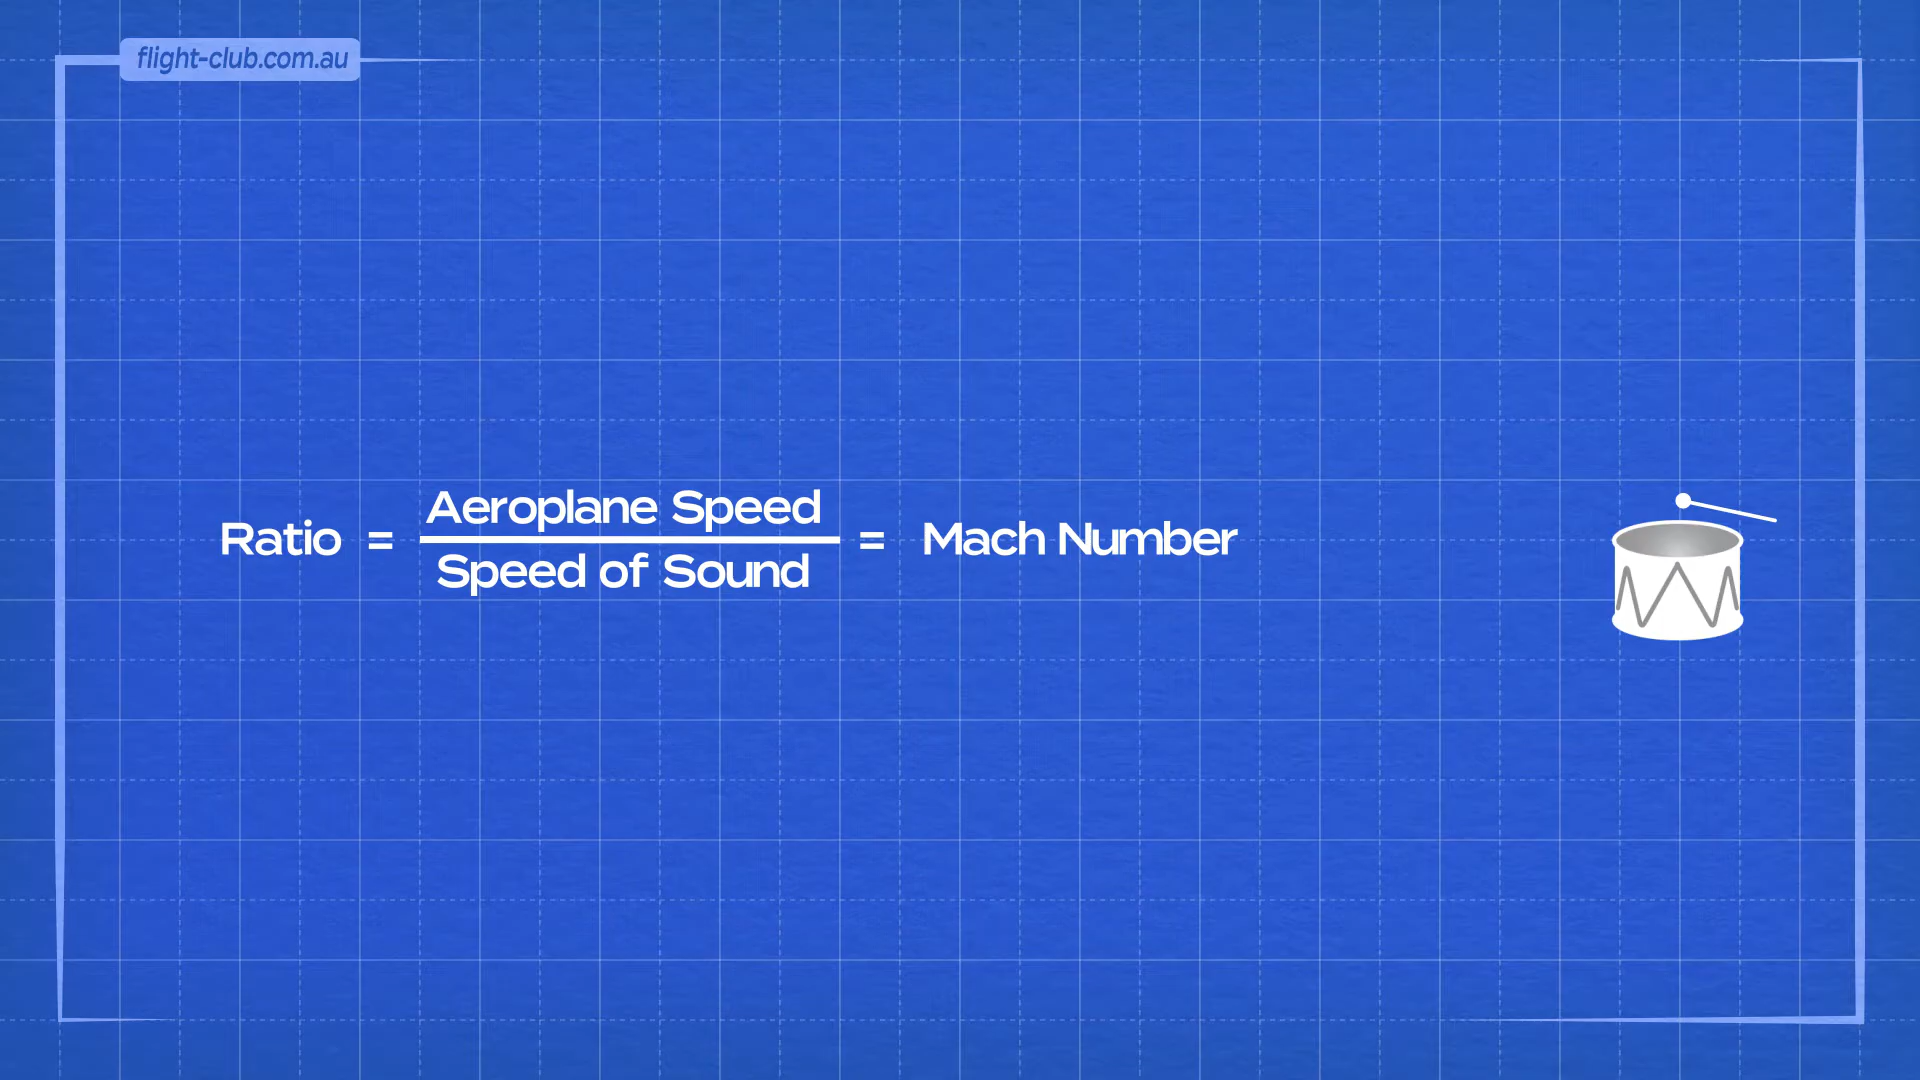 flight-club.com.au
Ratio = Aeroplane Speed / Speed of Sound = Mach Number